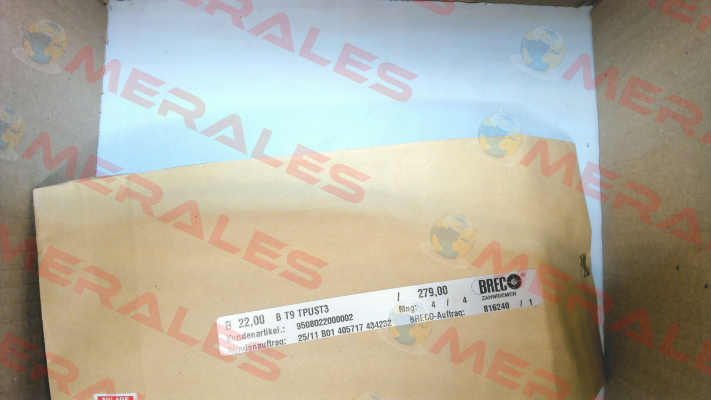 MERALES
MERALES
MERALES
MERALES
MERALES
MERALES
B 22,00 B T9 TPUST3 / 279,00
BRECO
ZAHNRIEMEN
Kundenartikel.: 9508022000002 Mng: 4 / 4
Kundenauftrag: 25/11 B01 405717 434232 BRECO-Auftrag: 816240 / 1